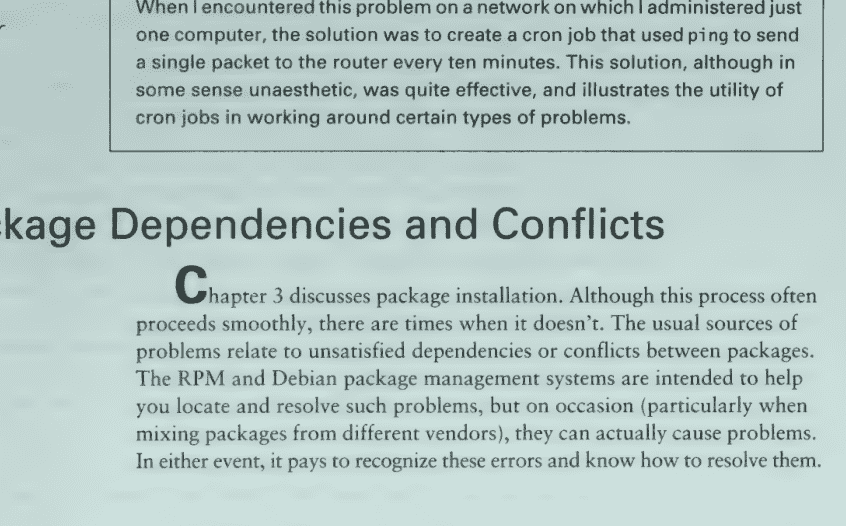 When I encountered this problem on a network on which I administered just
one computer, the solution was to create a cron job that used ping to send
a single packet to the router every ten minutes. This solution, although in
some sense unaesthetic, was quite effective, and illustrates the utility of
cron jobs in working around certain types of problems.
ckage Dependencies and Conflicts
Chapter 3 discusses package installation. Although this process often
proceeds smoothly, there are times when it doesn't. The usual sources of
problems relate to unsatisfied dependencies or conflicts between packages.
The RPM and Debian package management systems are intended to help
you locate and resolve such problems, but on occasion (particularly when
mixing packages from different vendors), they can actually cause problems.
In either event, it pays to recognize these errors and know how to resolve them.